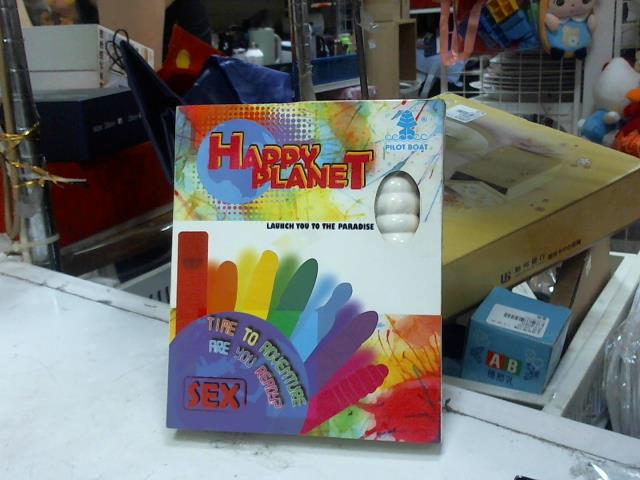 HAPPY
PLANET
®
PILOT BOAT
LAUNCH YOU TO THE PARADISE
TIME TO ADVENTURE
ARE YOU READY?
SEX
A B